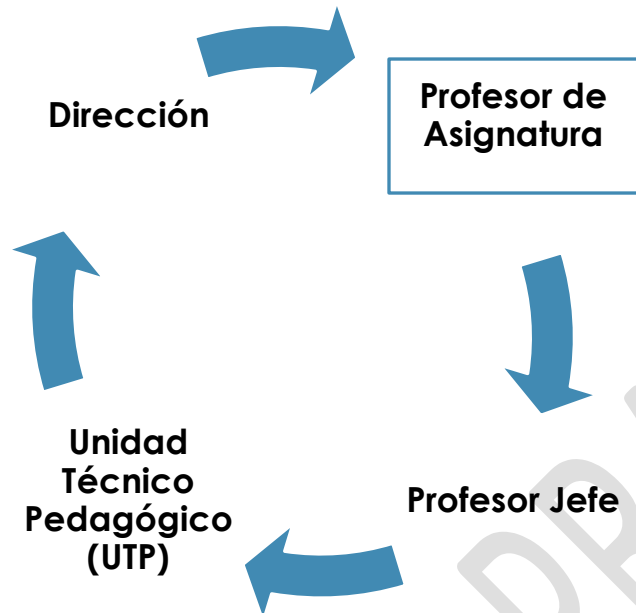 Dirección
Profesor de
Asignatura
Unidad
Técnico
Pedagógico
(UTP)
Profesor Jefe